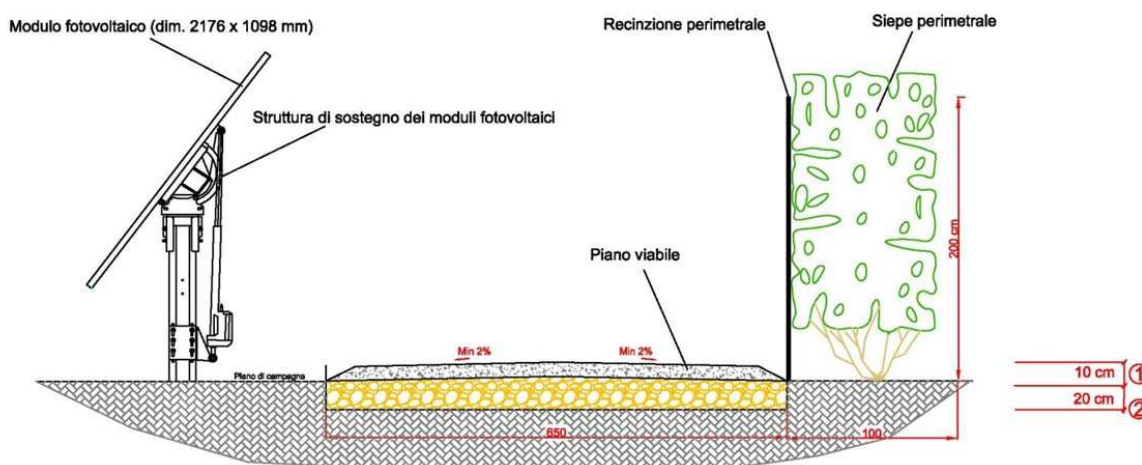 Recinzione perimetrale
Siepe perimetrale
Modulo fotovoltaico (dim. 2176 x 1098 mm)
Struttura di sostegno dei moduli fotovoltaici
200 cm
Piano viabile
Min 2%
Min 2%
Piano di campagna
10 cm
1
20 cm
2
650
100